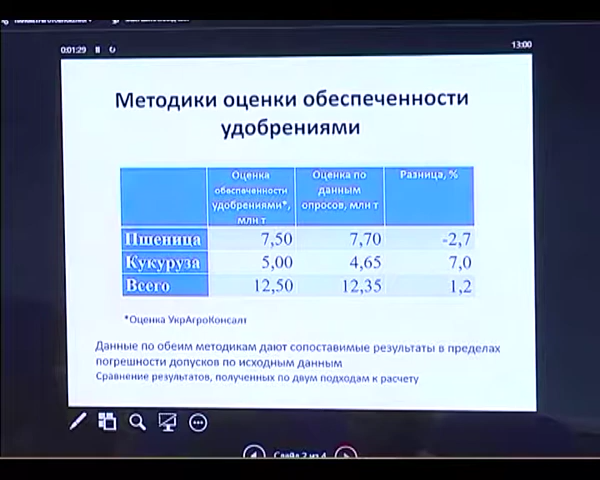 0:01:29
13:00
Методики оценки обеспеченности
удобрениями
Оценка обеспеченности удобрениями*, млн т
Оценка по данным опросов, млн т
Разница, %
Пшеница 7,50 7,70 -2,7
Кукуруза 5,00 4,65 7,0
Всего 12,50 12,35 1,2
*Оценка УкрАгроКонсалт
Данные по обеим методикам дают сопоставимые результаты в пределах
погрешности допусков по исходным данным
Сравнение результатов, полученных по двум подходам к расчету
Слайд 2 из 4